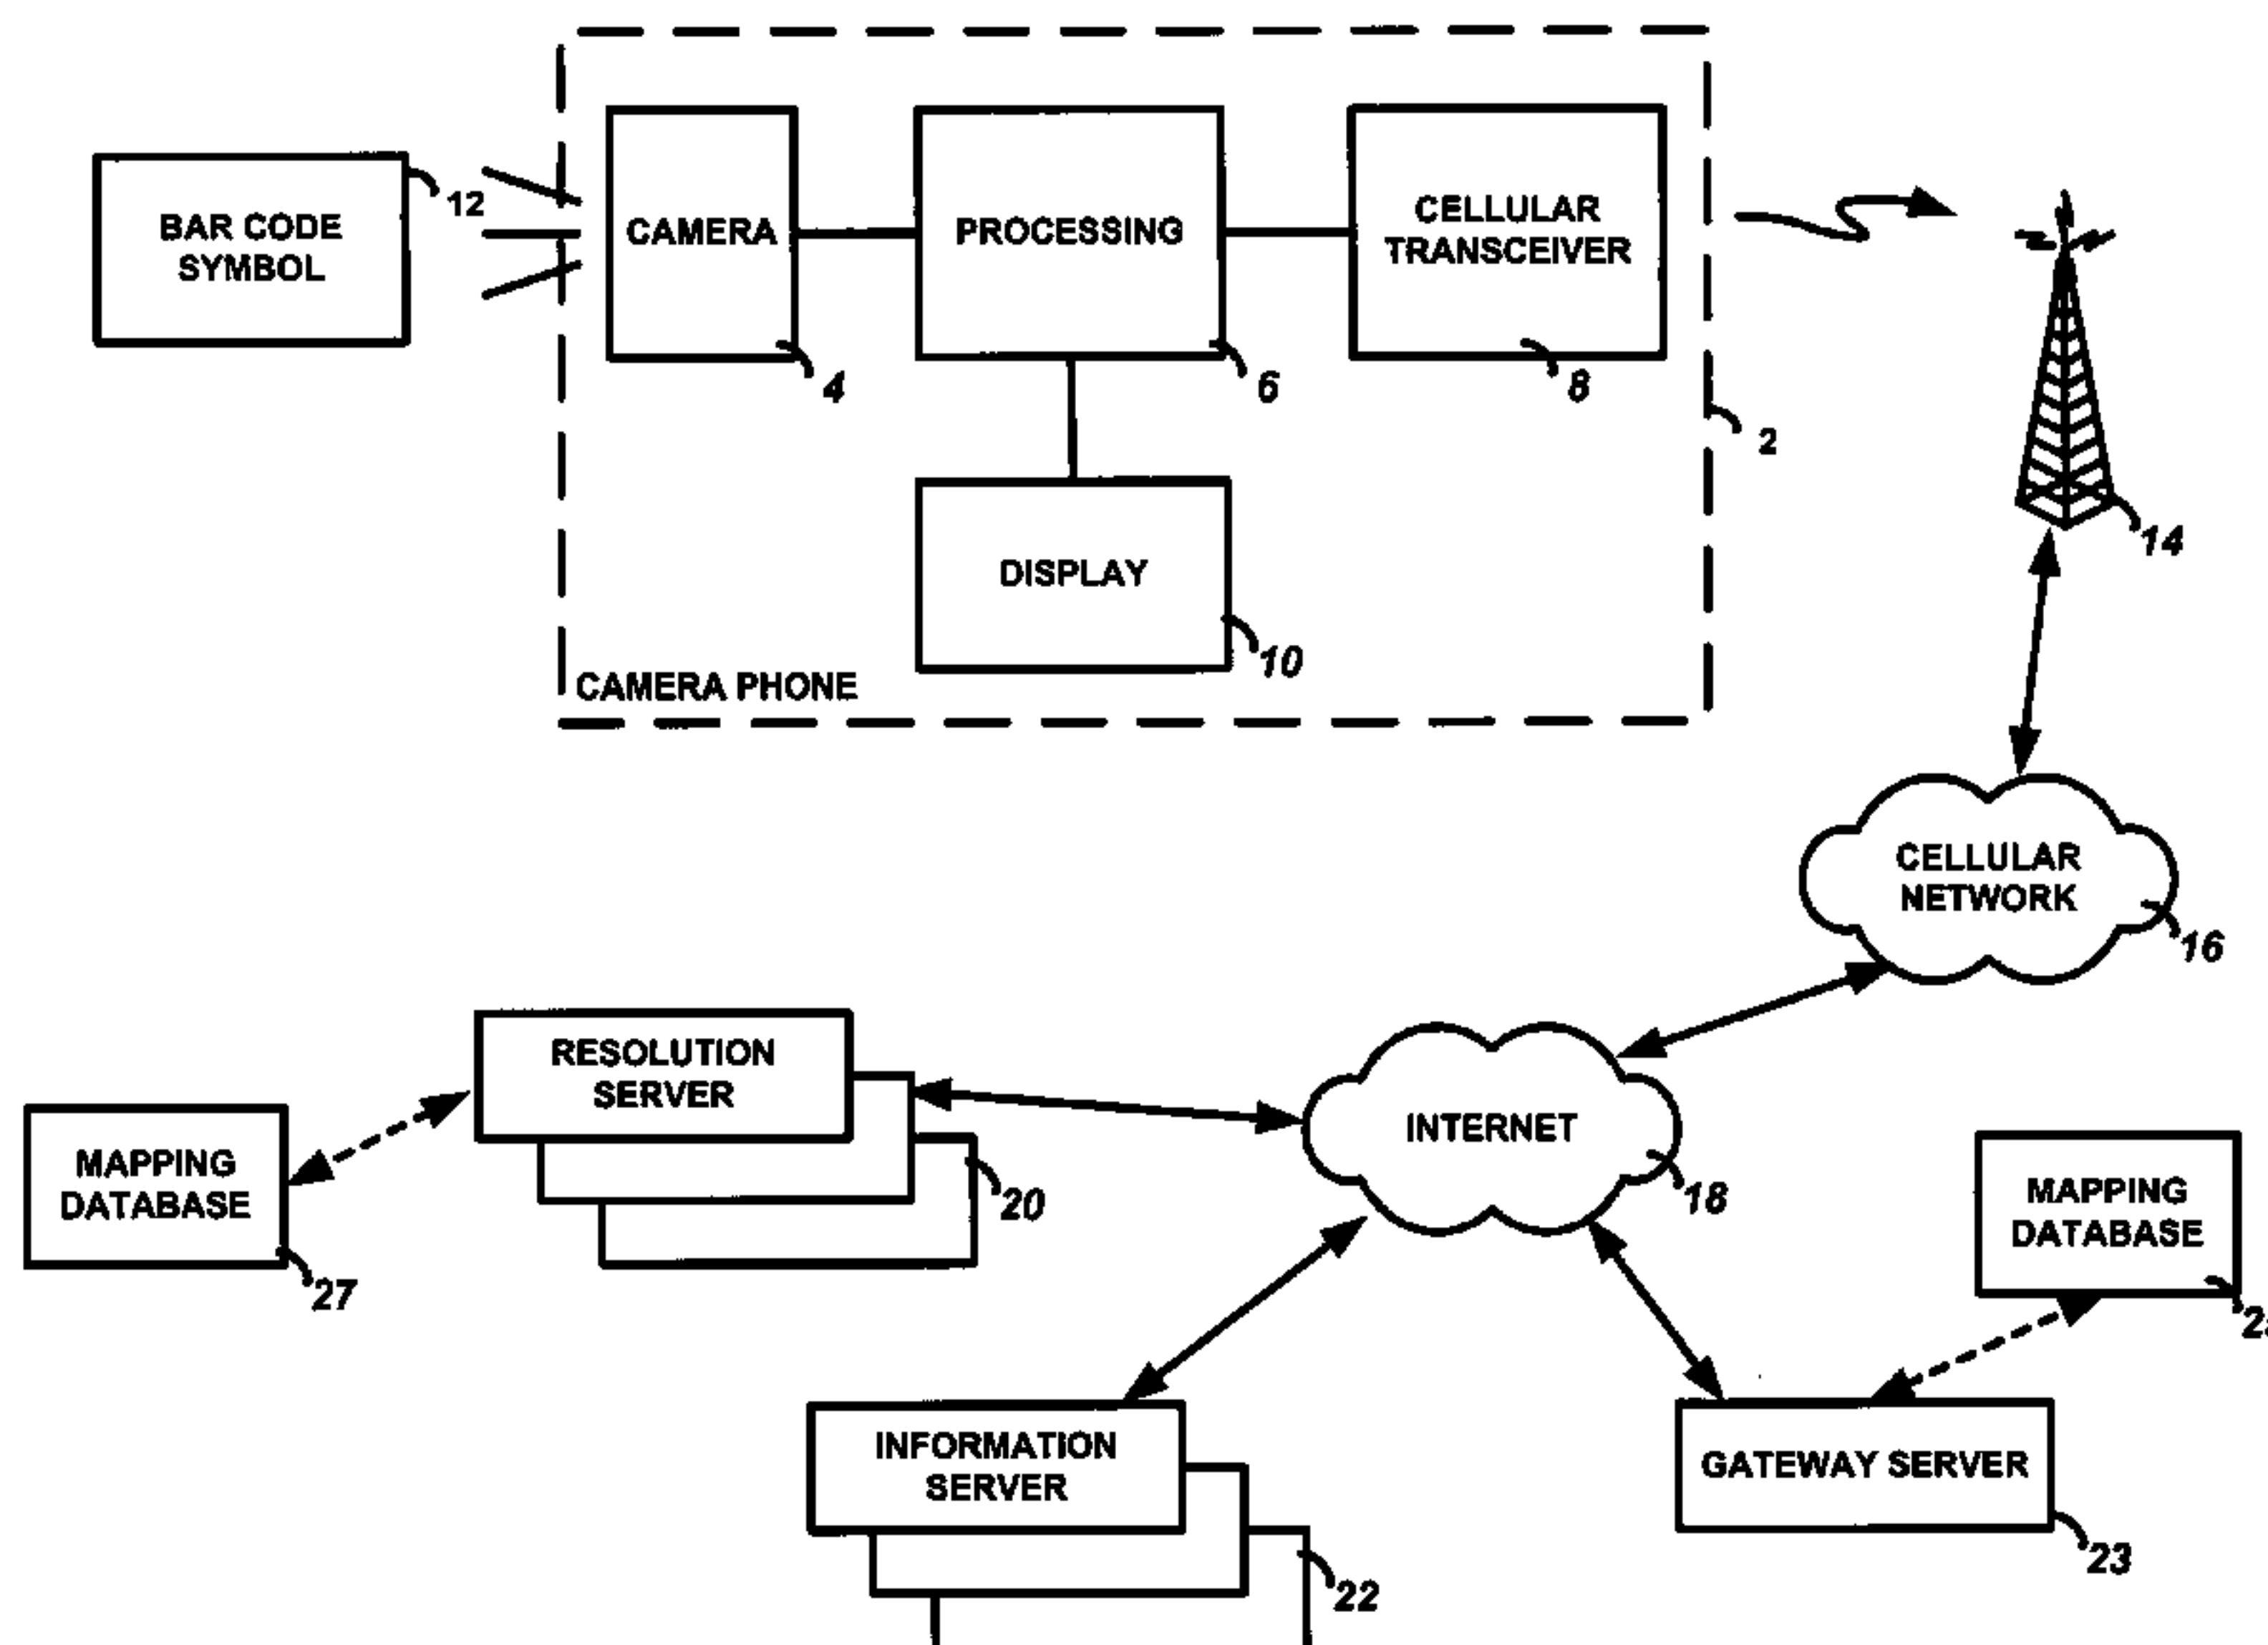 BAR CODE
SYMBOL
12
CAMERA
4
PROCESSING
6
CELLULAR
TRANSCEIVER
8
2
DISPLAY
10
CAMERA PHONE
14
CELLULAR
NETWORK
16
RESOLUTION
SERVER
20
MAPPING
DATABASE
27
INTERNET
18
MAPPING
DATABASE
INFORMATION
SERVER
22
GATEWAY SERVER
23